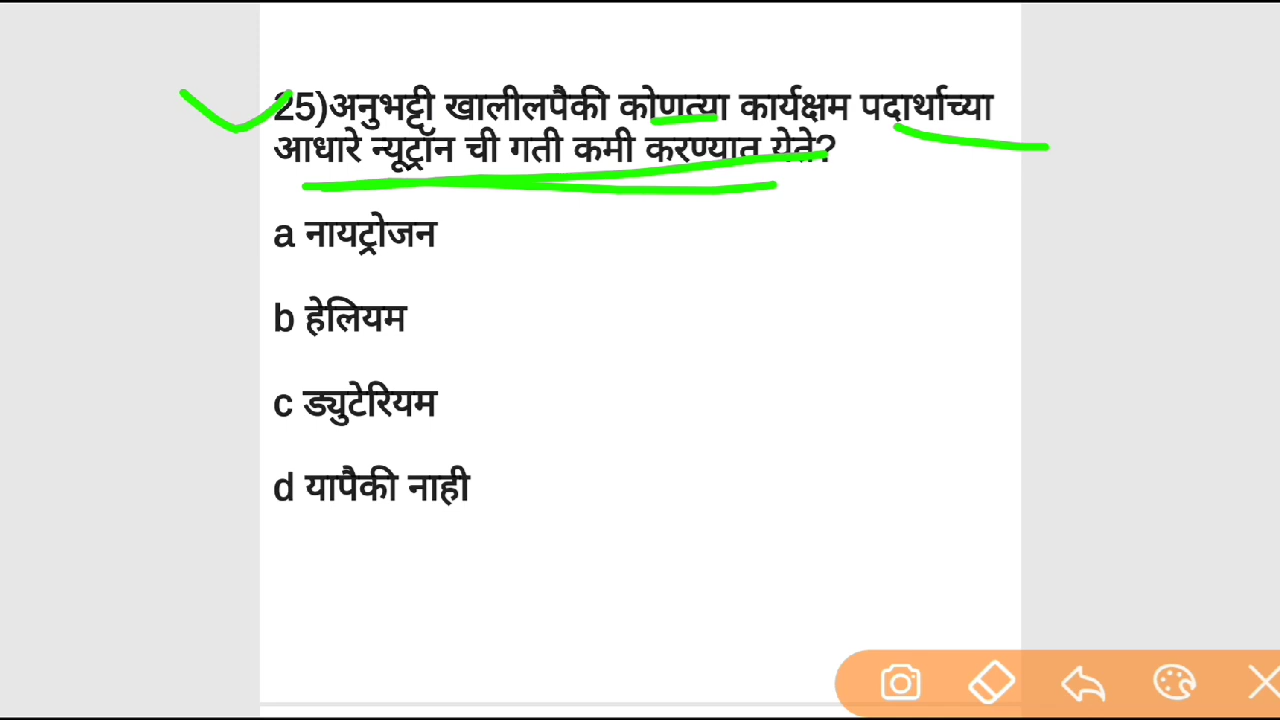 25)अनुभट्टी खालीलपैकी कोणत्या कार्यक्षम पदार्थाच्या
आधारे न्यूट्रॉन ची गती कमी करण्यात येते?
a नायट्रोजन
b हेलियम
c ड्युटेरियम
d यापैकी नाही